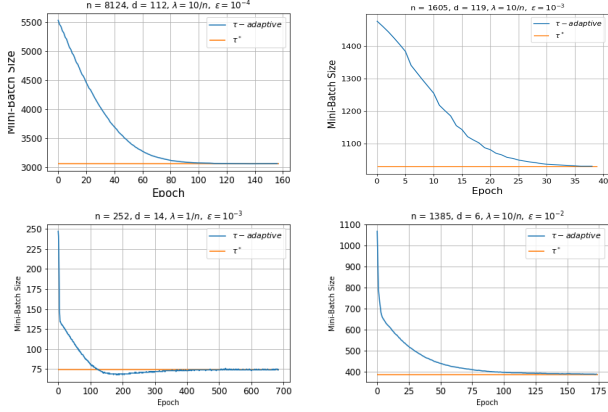 n = 8124, d = 112, λ = 10/n, ε = 10⁻⁴
Mini-Batch Size
5500
5000
4500
4000
3500
3000
τ − adaptive
τ*
0 20 40 60 80 100 120 140 160
Epoch
n = 1605, d = 119, λ = 10/n, ε = 10⁻³
Mini-Batch Size
1400
1300
1200
1100
τ − adaptive
τ*
0 5 10 15 20 25 30 35 40
Epoch
n = 252, d = 14, λ = 1/n, ε = 10⁻³
Mini-Batch Size
250
225
200
175
150
125
100
75
τ − adaptive
τ*
0 100 200 300 400 500 600 700
Epoch
n = 1385, d = 6, λ = 10/n, ε = 10⁻²
Mini-Batch Size
1100
1000
900
800
700
600
500
400
τ − adaptive
τ*
0 25 50 75 100 125 150 175
Epoch